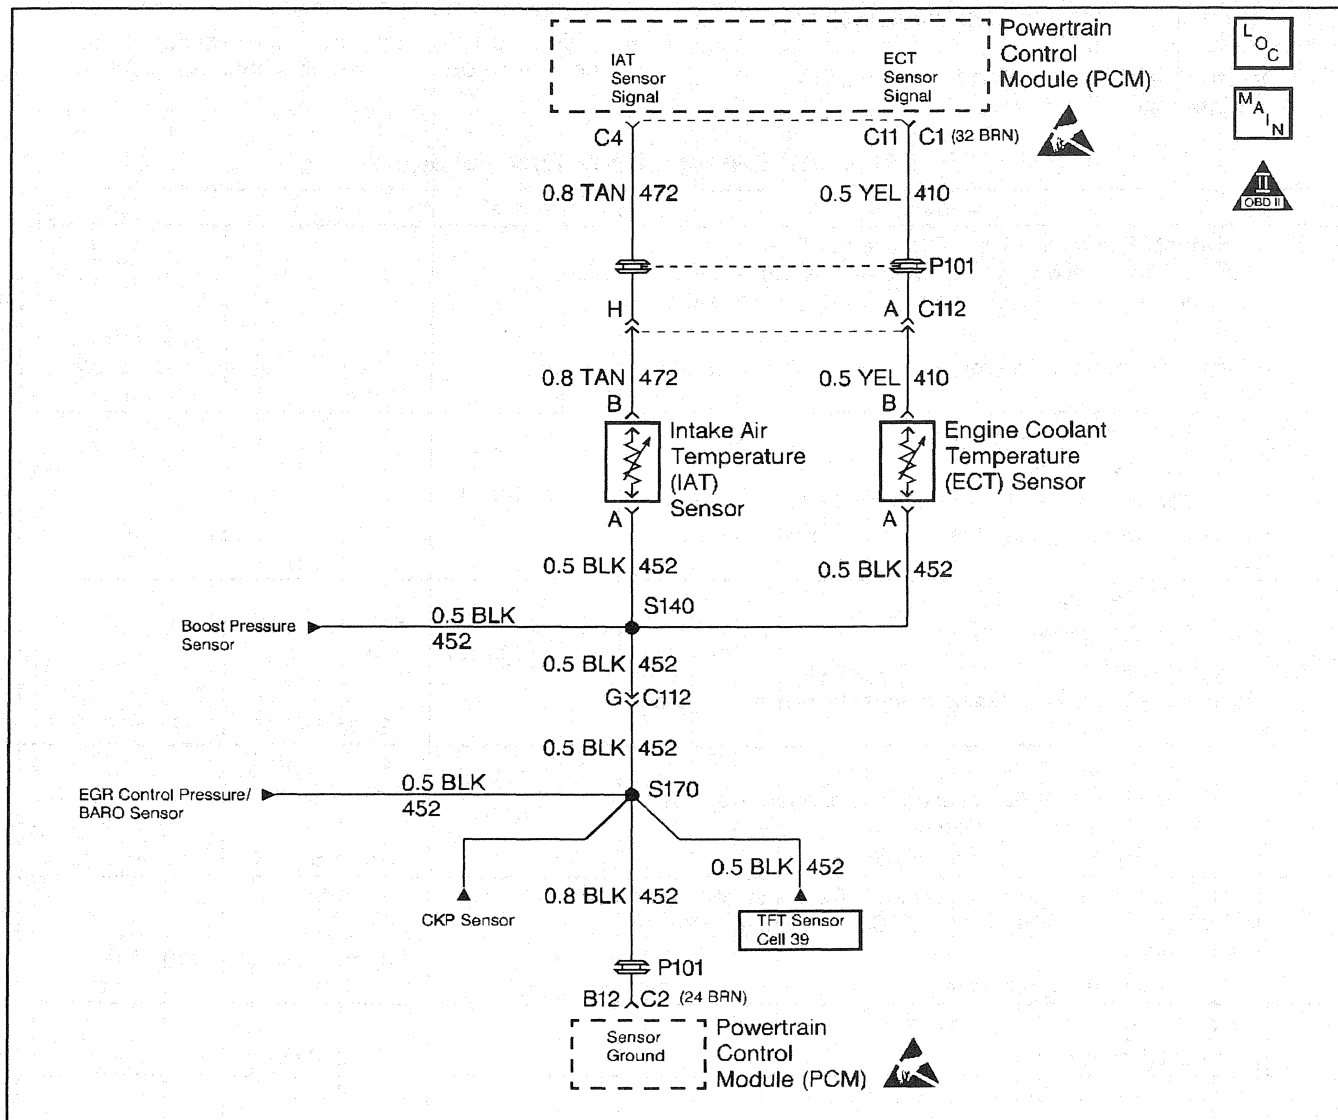 Powertrain
Control
Module (PCM)
IAT
Sensor
Signal
ECT
Sensor
Signal
L
O
C
M
A
I
N
II
OBD II
C4
C11
C1 (32 BRN)
0.8 TAN
472
0.5 YEL
410
P101
H
A
C112
0.8 TAN
472
0.5 YEL
410
B
B
Intake Air
Temperature
(IAT)
Sensor
Engine Coolant
Temperature
(ECT) Sensor
A
A
0.5 BLK
452
0.5 BLK
452
S140
Boost Pressure
Sensor
0.5 BLK
452
0.5 BLK
452
G
C112
0.5 BLK
452
S170
EGR Control Pressure/
BARO Sensor
0.5 BLK
452
CKP Sensor
0.8 BLK
452
0.5 BLK
452
TFT Sensor
Cell 39
P101
B12
C2 (24 BRN)
Sensor
Ground
Powertrain
Control
Module (PCM)